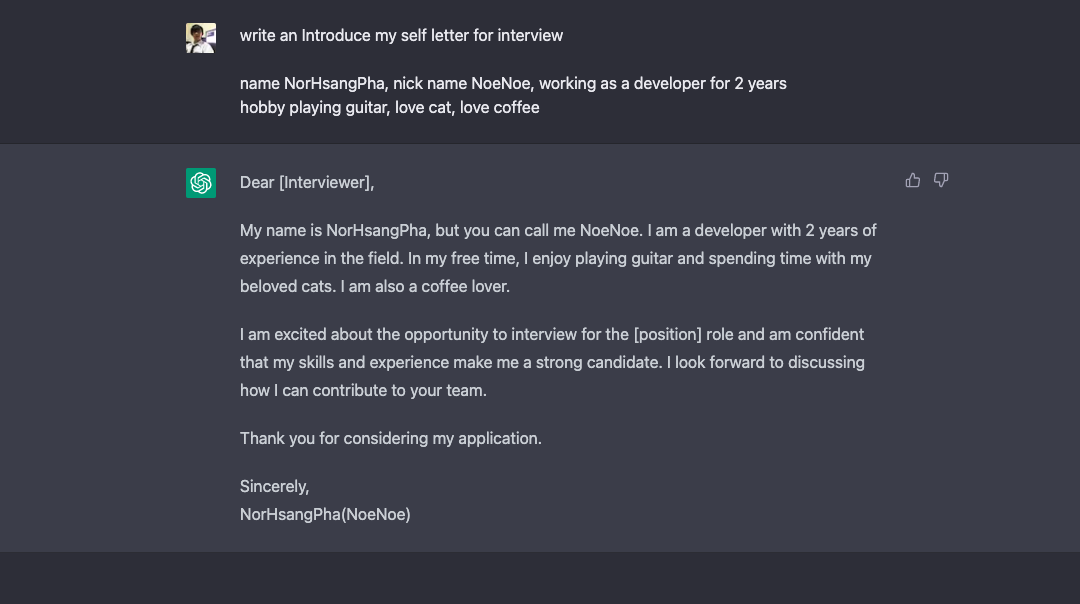 write an Introduce my self letter for interview
name NorHsangPha, nick name NoeNoe, working as a developer for 2 years
hobby playing guitar, love cat, love coffee
Dear [Interviewer],
My name is NorHsangPha, but you can call me NoeNoe. I am a developer with 2 years of
experience in the field. In my free time, I enjoy playing guitar and spending time with my
beloved cats. I am also a coffee lover.
I am excited about the opportunity to interview for the [position] role and am confident
that my skills and experience make me a strong candidate. I look forward to discussing
how I can contribute to your team.
Thank you for considering my application.
Sincerely,
NorHsangPha(NoeNoe)